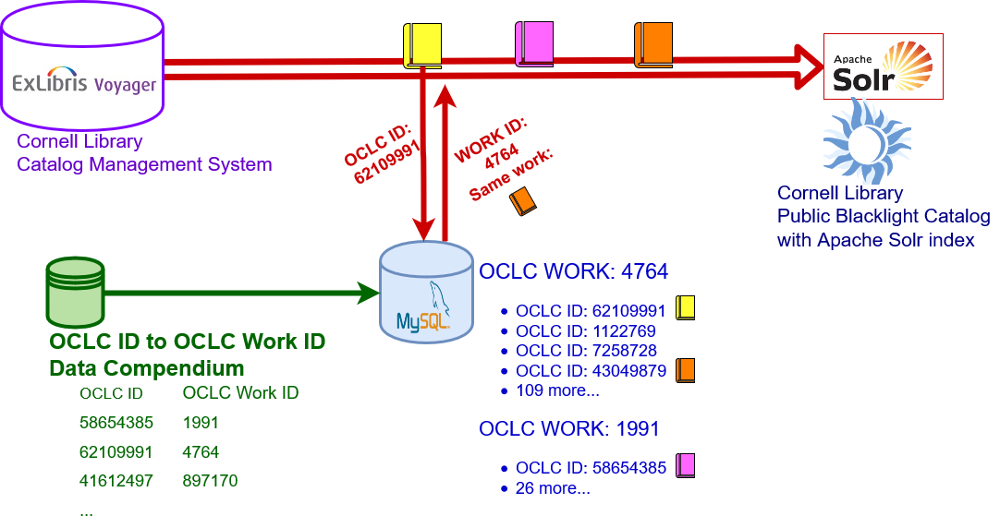 ExLibris Voyager
Cornell Library
Catalog Management System
Apache
Solr
Cornell Library
Public Blacklight Catalog
with Apache Solr index
OCLC ID:
62109991
WORK ID:
4764
Same work:
MySQL
OCLC ID to OCLC Work ID
Data Compendium
OCLC ID OCLC Work ID
58654385 1991
62109991 4764
41612497 897170
...
OCLC WORK: 4764
• OCLC ID: 62109991
• OCLC ID: 1122769
• OCLC ID: 7258728
• OCLC ID: 43049879
• 109 more...
OCLC WORK: 1991
• OCLC ID: 58654385
• 26 more...